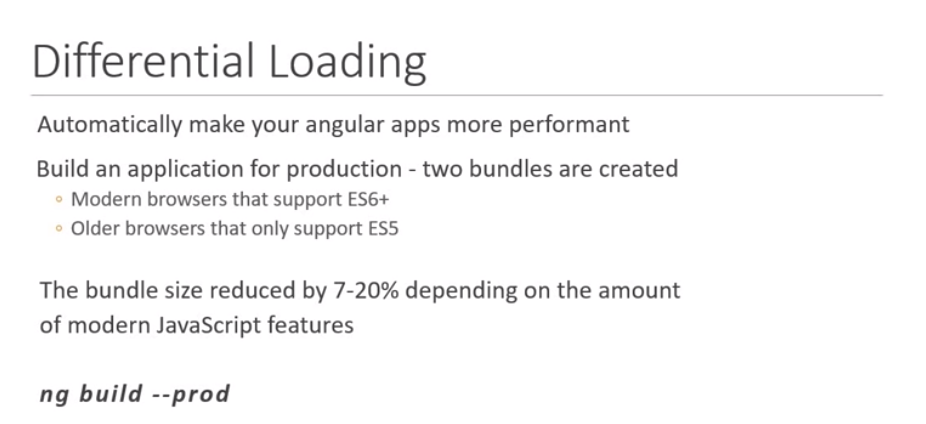 Differential Loading
Automatically make your angular apps more performant
Build an application for production - two bundles are created
Modern browsers that support ES6+
Older browsers that only support ES5
The bundle size reduced by 7-20% depending on the amount
of modern JavaScript features
ng build --prod